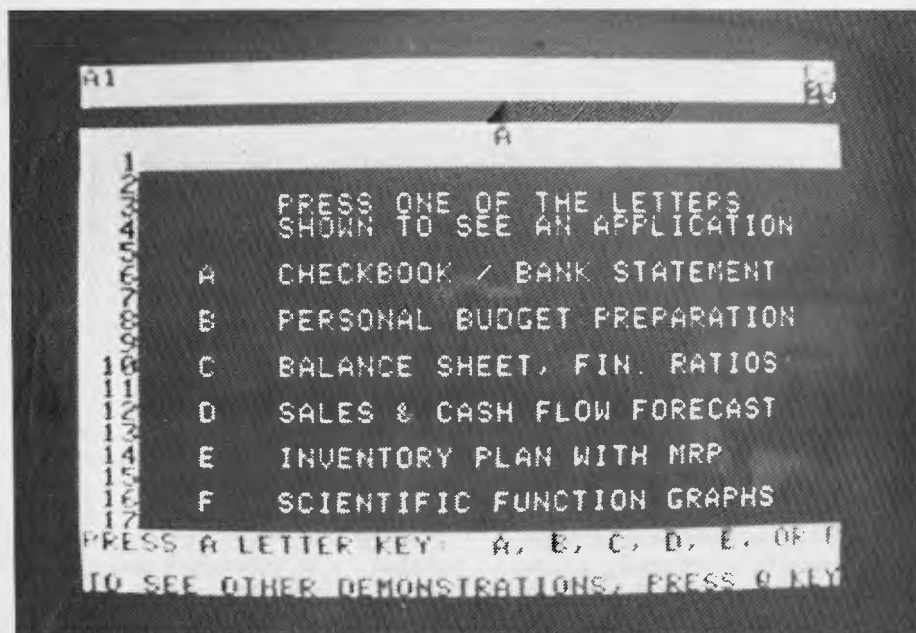 A1
A
1
2
3 PRESS ONE OF THE LETTERS
4 SHOWN TO SEE AN APPLICATION
5
6 A CHECKBOOK / BANK STATEMENT
7
8 B PERSONAL BUDGET PREPARATION
9
10 C BALANCE SHEET, FIN. RATIOS
11
12 D SALES & CASH FLOW FORECAST
13
14 E INVENTORY PLAN WITH MRP
15
16 F SCIENTIFIC FUNCTION GRAPHS
17
PRESS A LETTER KEY: A, B, C, D, E, OR
TO SEE OTHER DEMONSTRATIONS, PRESS KEY